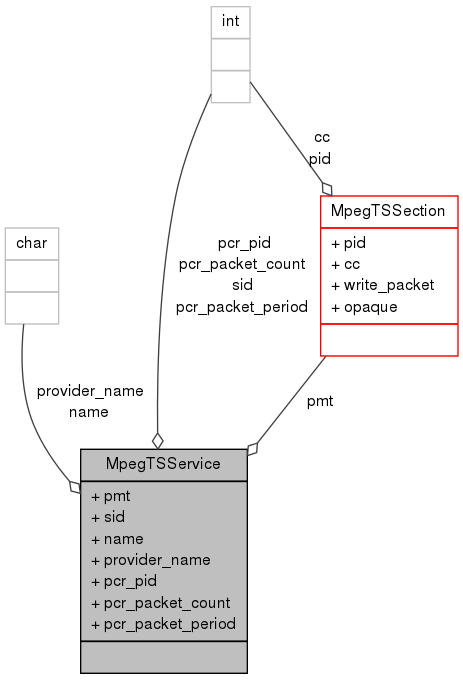 int
cc
pid
MpegTSSection
+ pid
+ cc
+ write_packet
+ opaque
char
pcr_pid
pcr_packet_count
sid
pcr_packet_period
provider_name
name
pmt
MpegTSService
+ pmt
+ sid
+ name
+ provider_name
+ pcr_pid
+ pcr_packet_count
+ pcr_packet_period